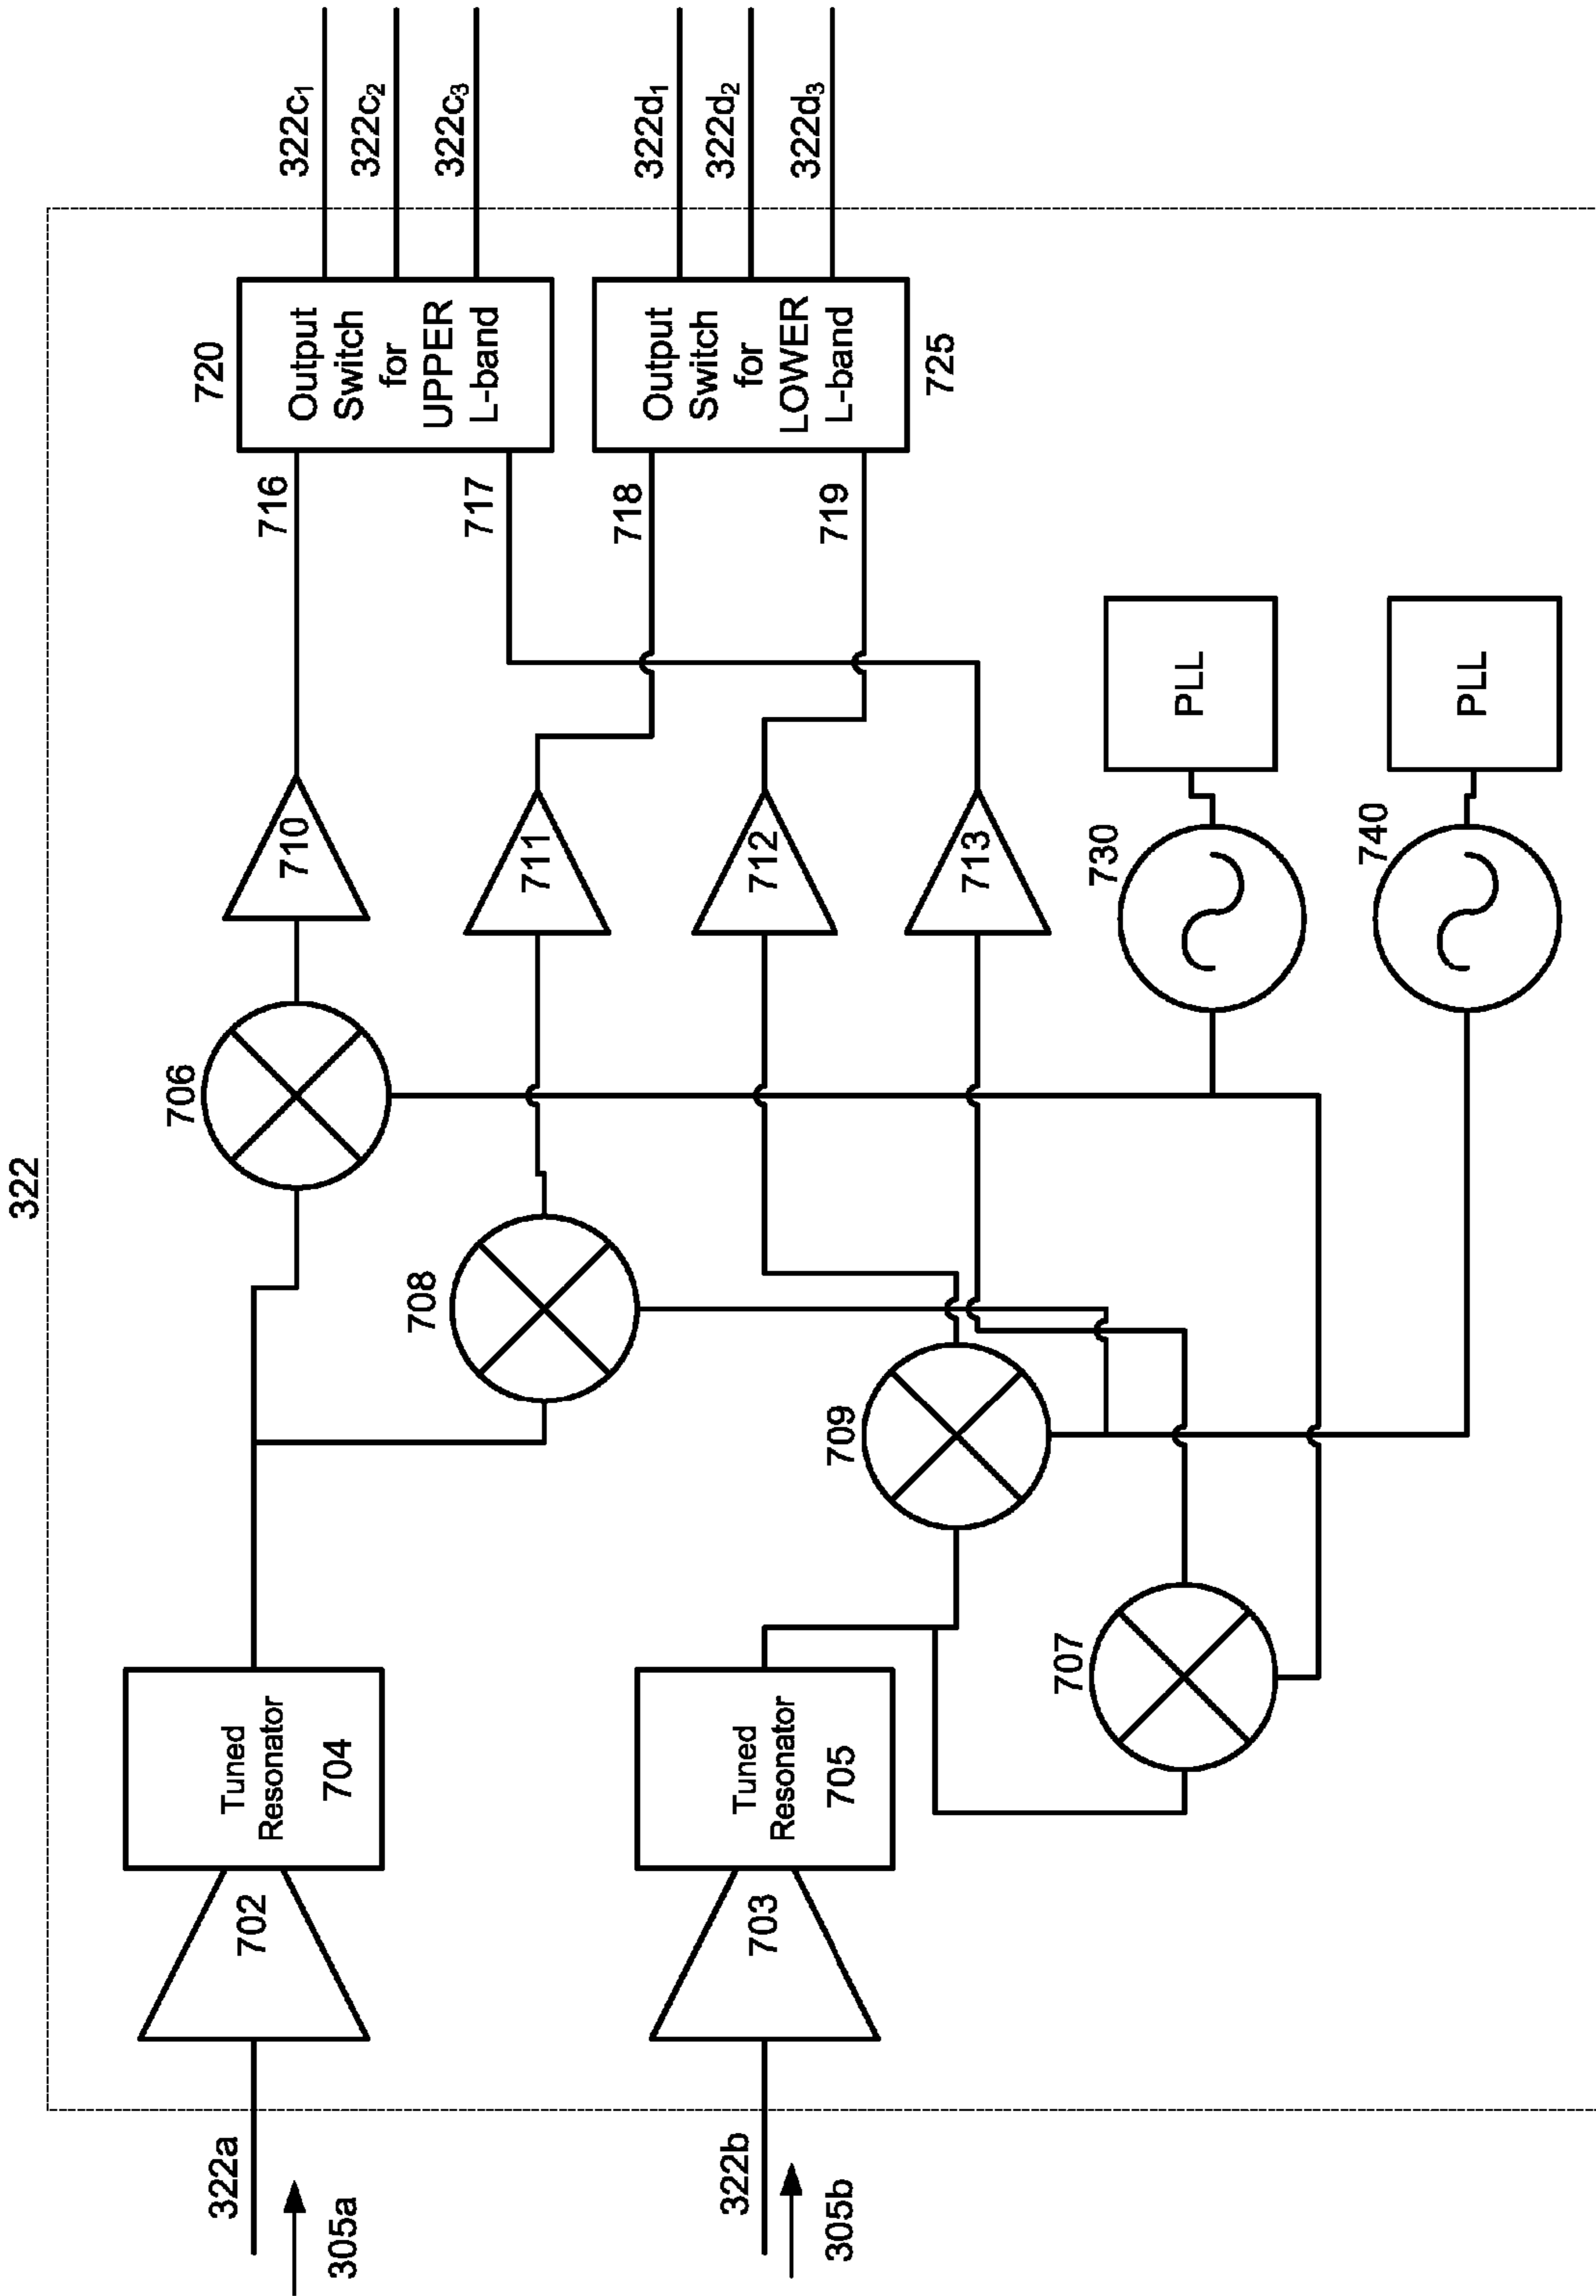 322
322a
305a
702
Tuned
Resonator
704
706
710
716
720
Output
Switch
for
UPPER
L-band
322c1
322c2
322c3
717
708
711
718
Output
Switch
for
LOWER
L-band
725
322d1
322d2
322d3
719
322b
305b
703
Tuned
Resonator
705
709
712
713
707
730
PLL
740
PLL